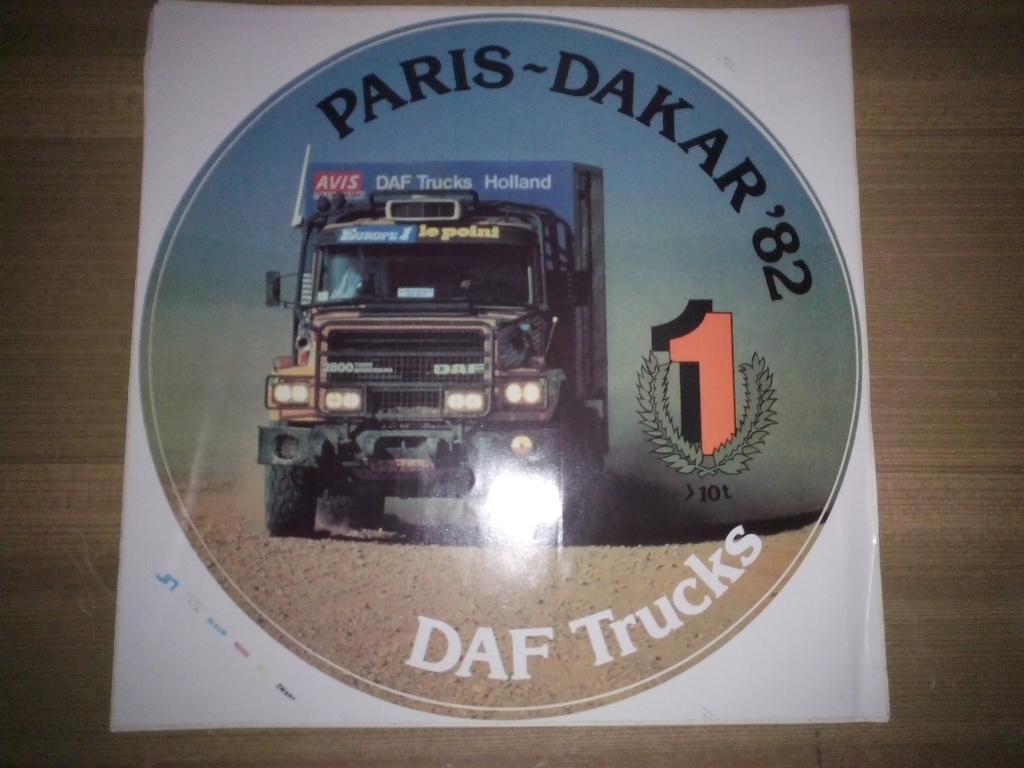 PARIS~DAKAR '82
AVIS DAF Trucks Holland
EUROPE 1 le point
2800
DAF
1
>10t
DAF Trucks